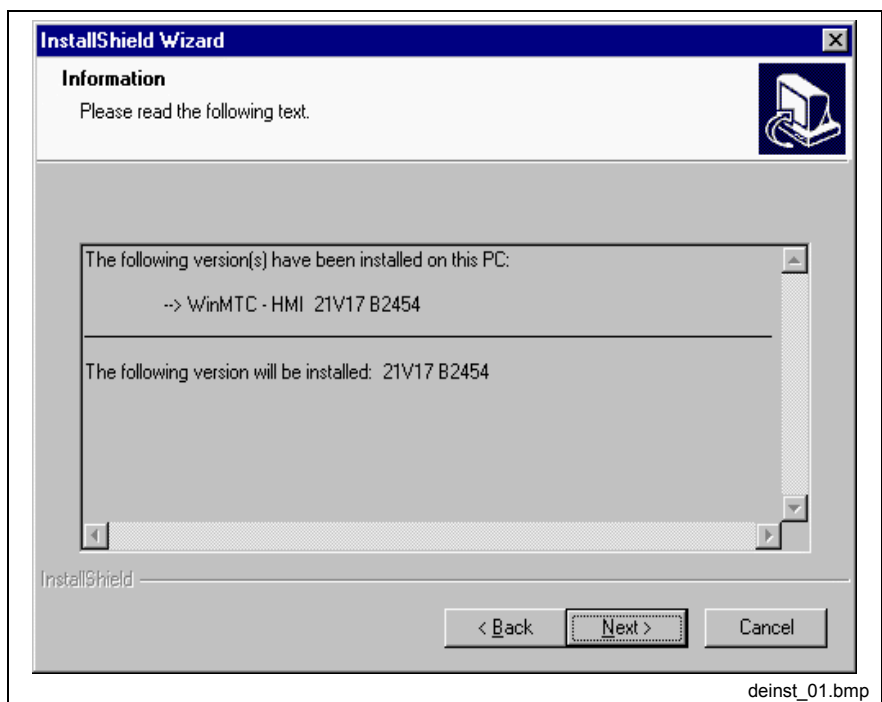 InstallShield Wizard
Information
Please read the following text.
The following version(s) have been installed on this PC:
--> WinMTC - HMI 21V17 B2454
The following version will be installed: 21V17 B2454
InstallShield
< Back Next > Cancel
deinst_01.bmp